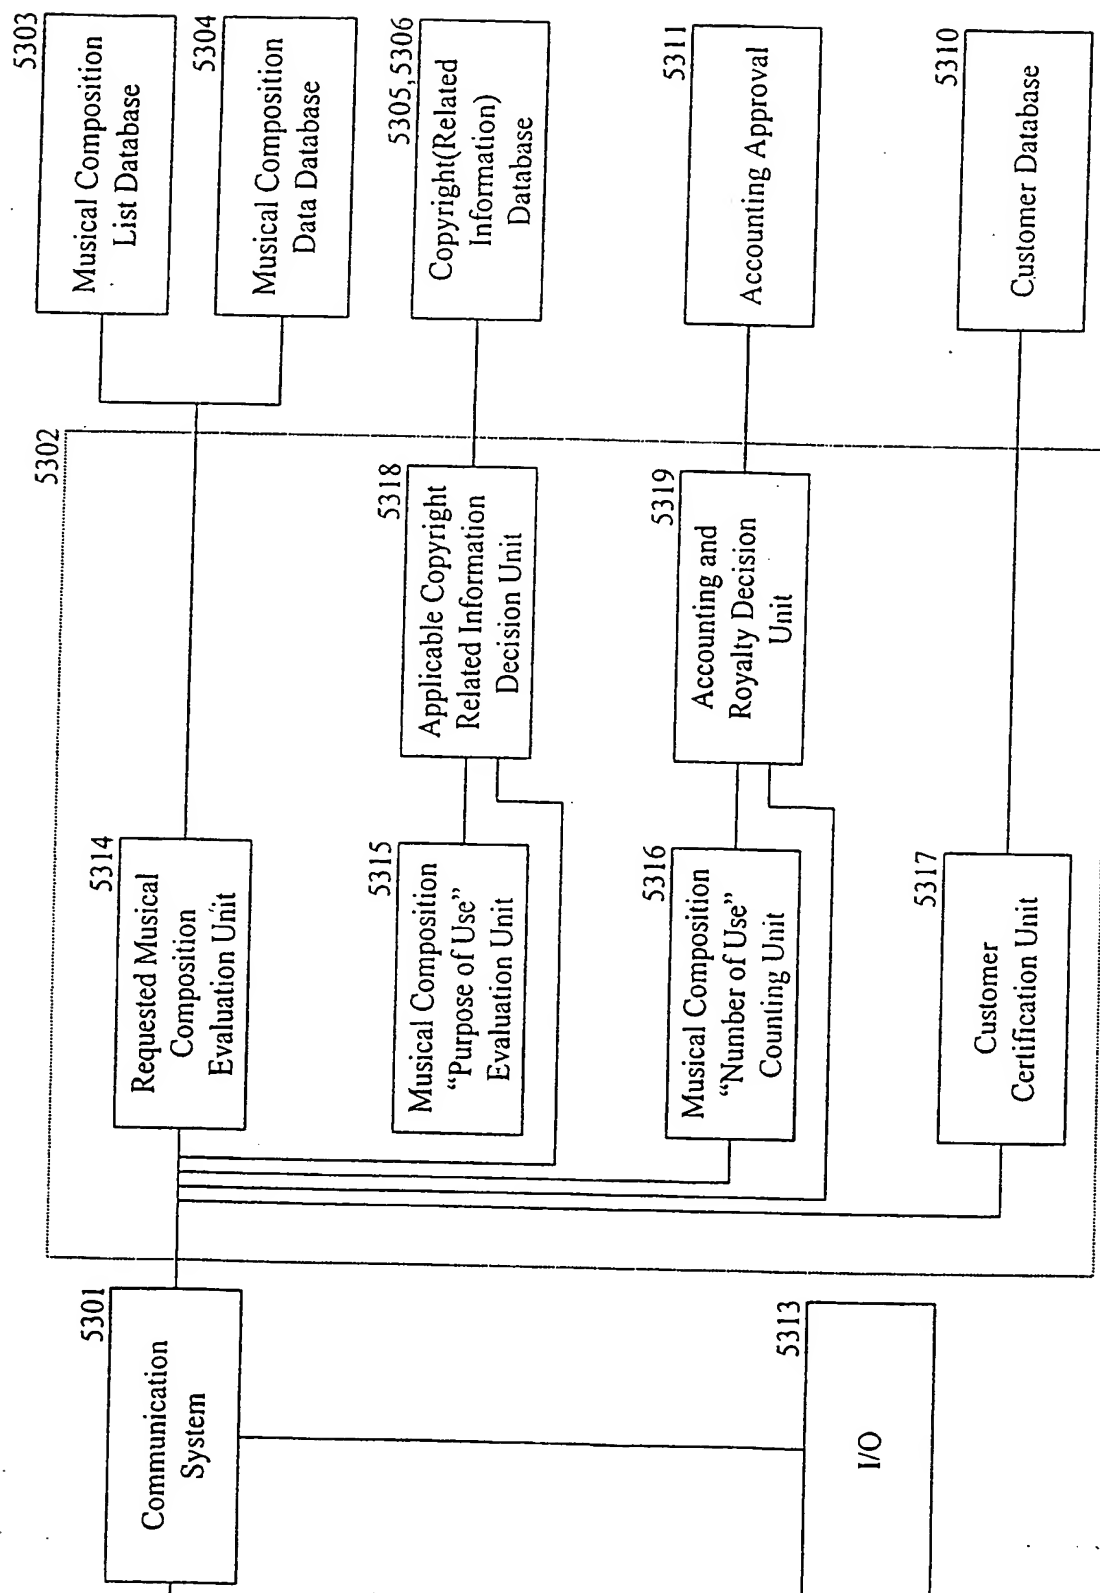 5301
Communication
System
5313
I/O
5302
5314
Requested Musical
Composition
Evaluation Unit
5315
Musical Composition
“Purpose of Use”
Evaluation Unit
5316
Musical Composition
“Number of Use”
Counting Unit
5317
Customer
Certification Unit
5318
Applicable Copyright
Related Information
Decision Unit
5319
Accounting and
Royalty Decision
Unit
5303
Musical Composition
List Database
5304
Musical Composition
Data Database
5305,5306
Copyright(Related
Information)
Database
5311
Accounting Approval
5310
Customer Database